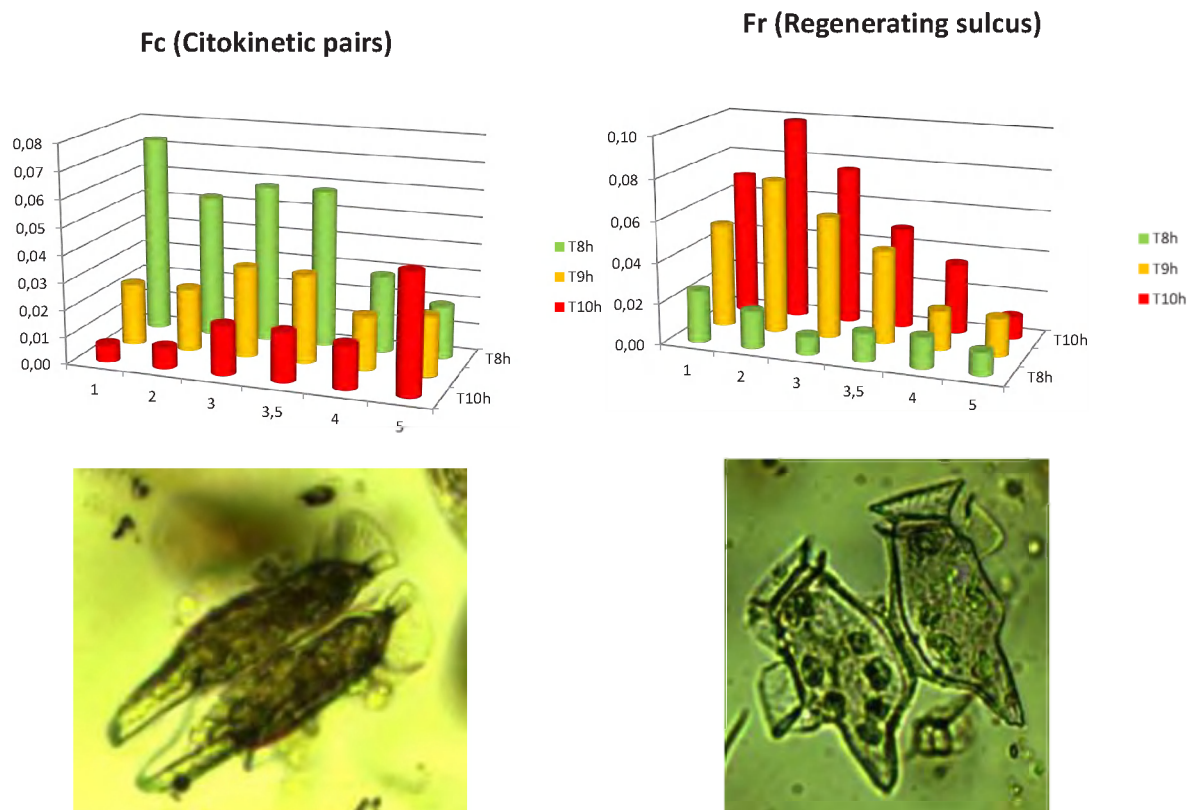 Fc (Citokinetic pairs)
0,08
0,07
0,06
0,05
0,04
0,03
0,02
0,01
0,00
1
2
3
3,5
4
5
T8h
T10h
T8h
T9h
T10h
Fr (Regenerating sulcus)
0,10
0,08
0,06
0,04
0,02
0,00
1
2
3
3,5
4
5
T10h
T8h
T8h
T9h
T10h